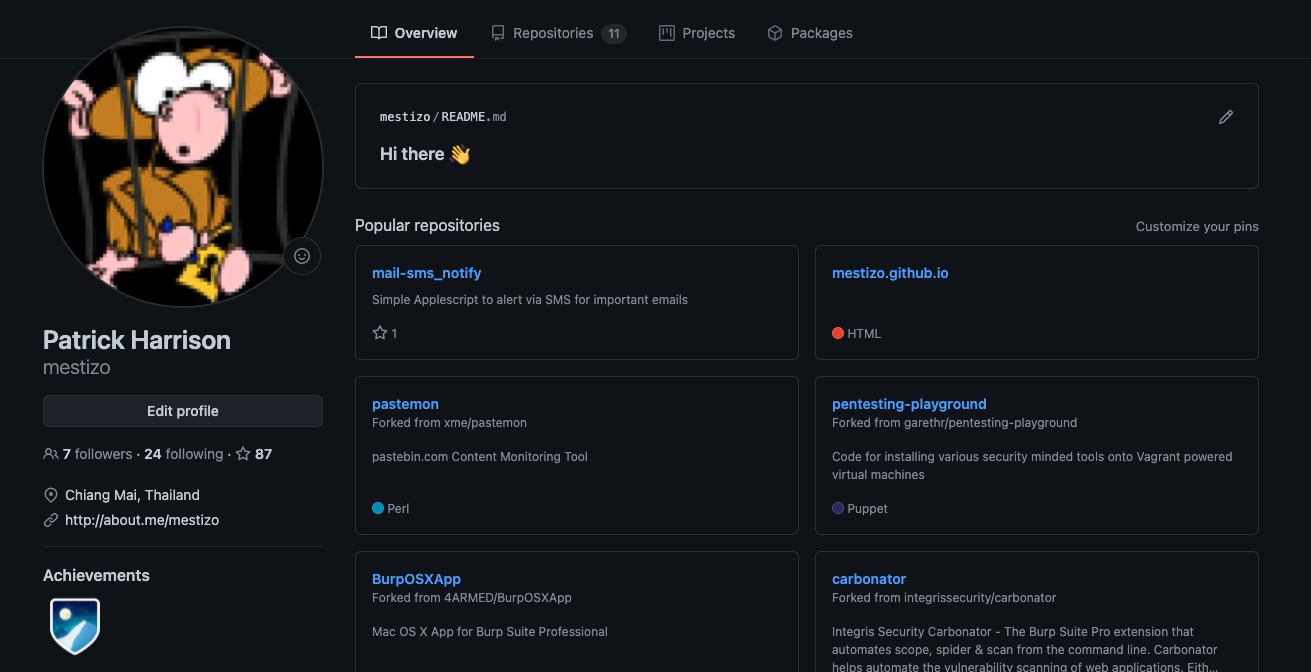 Overview
Repositories 11
Projects
Packages
Patrick Harrison
mestizo
Edit profile
7 followers · 24 following · 87
Chiang Mai, Thailand
http://about.me/mestizo
Achievements
mestizo/README.md
Hi there 👋
Popular repositories
Customize your pins
mail-sms_notify
Simple Applescript to alert via SMS for important emails
1
mestizo.github.io
HTML
pastemon
Forked from xme/pastemon
pastebin.com Content Monitoring Tool
Perl
pentesting-playground
Forked from garethr/pentesting-playground
Code for installing various security minded tools onto Vagrant powered
virtual machines
Puppet
BurpOSXApp
Forked from 4ARMED/BurpOSXApp
Mac OS X App for Burp Suite Professional
carbonator
Forked from integrissecurity/carbonator
Integris Security Carbonator - The Burp Suite Pro extension that
automates scope, spider & scan from the command line. Carbonator
helps automate the vulnerability scanning of web applications. Eith...